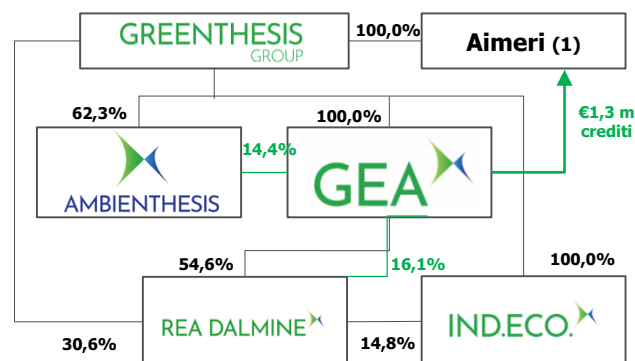 GREENTHESIS
GROUP
100,0%
Aimeri (1)
62,3%
100,0%
€1,3 m
crediti
14,4%
AMBIENTHESIS
GEA
54,6%
16,1%
100,0%
REA DALMINE
IND.ECO.
30,6%
14,8%